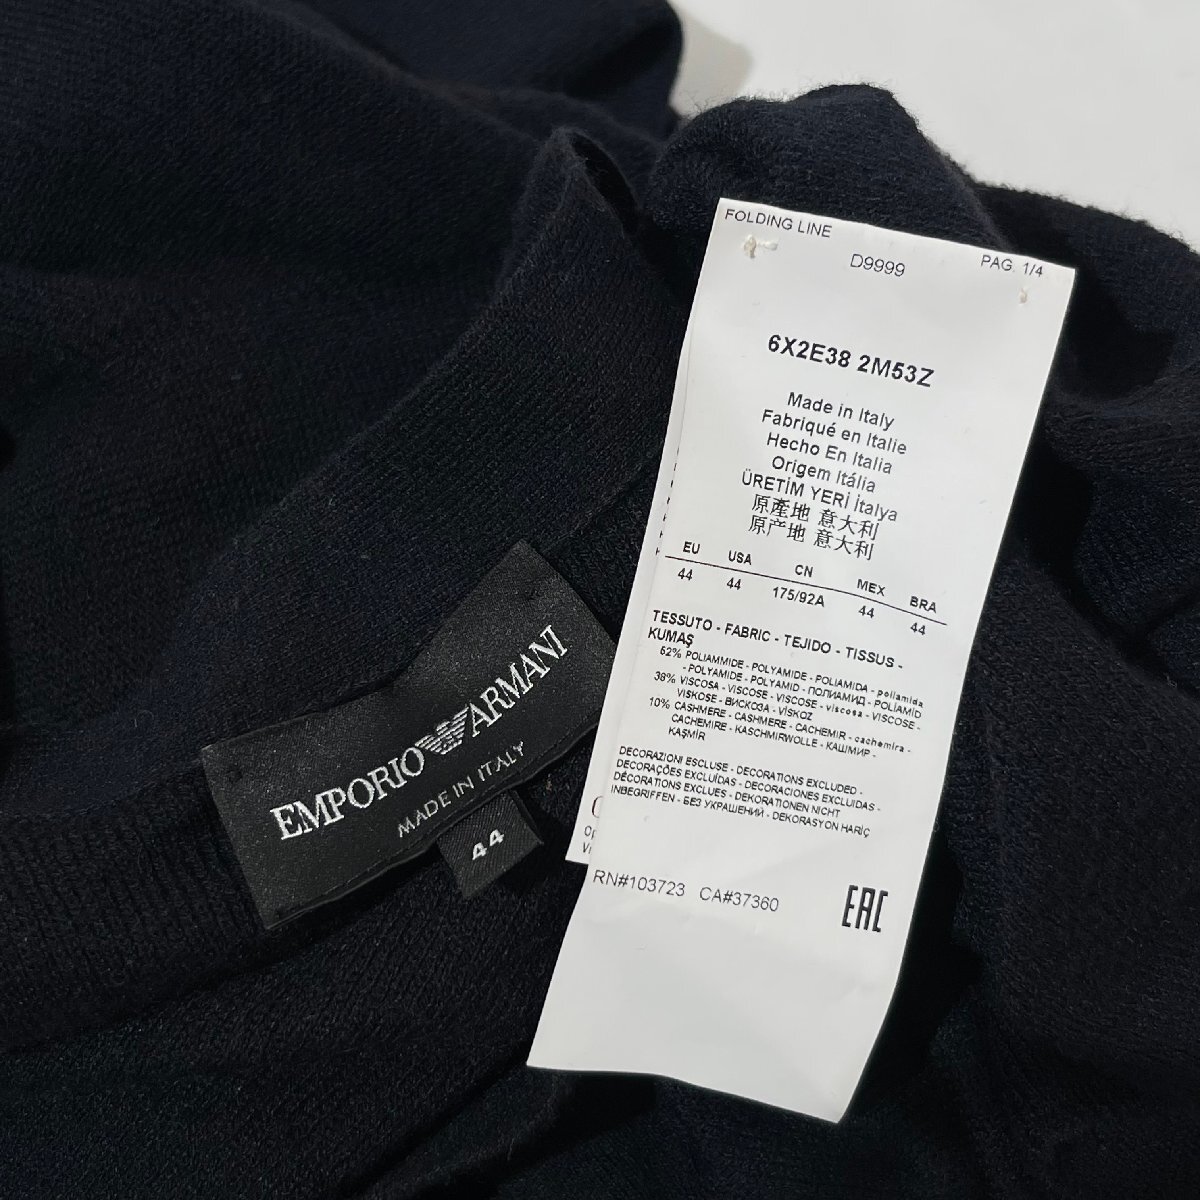 FOLDING LINE
D9999
PAG. 1/4
6X2E38 2M53Z
Made in Italy
Fabriqué en Italie
Hecho En Italia
Origem Itália
ÜRETİM YERİ İtalya
原產地 意大利
原产地 意大利
EU USA CN MEX BRA
44 44 175/92A 44 44
TESSUTO - FABRIC - TEJIDO - TISSUS -
KUMAŞ
52% POLIAMMIDE - POLYAMIDE - POLIAMIDA - poliamida
- POLYAMIDE - POLYAMID - ПОЛИАМИД - POLİAMİD
38% VISCOSA - VISCOSE - VISCOSE - viscosa - VISCOSE -
VISKOSE - ВИСКОЗА - VİSKOZ
10% CASHMERE - CASHMERE - CACHEMIR - cachemira -
CACHEMIRE - KASCHMIRWOLLE - КАШМИР -
KAŞMİR
DECORAZIONI ESCLUSE - DECORATIONS EXCLUDED -
DECORAÇÕES EXCLUÍDAS - DECORACIONES EXCLUIDAS -
DÉCORATIONS EXCLUES - DEKORATIONEN NICHT
INBEGRIFFEN - БЕЗ УКРАШЕНИЙ - DEKORASYON HARİÇ
RN#103723 CA#37360
EAC
EMPORIO ARMANI
MADE IN ITALY
44